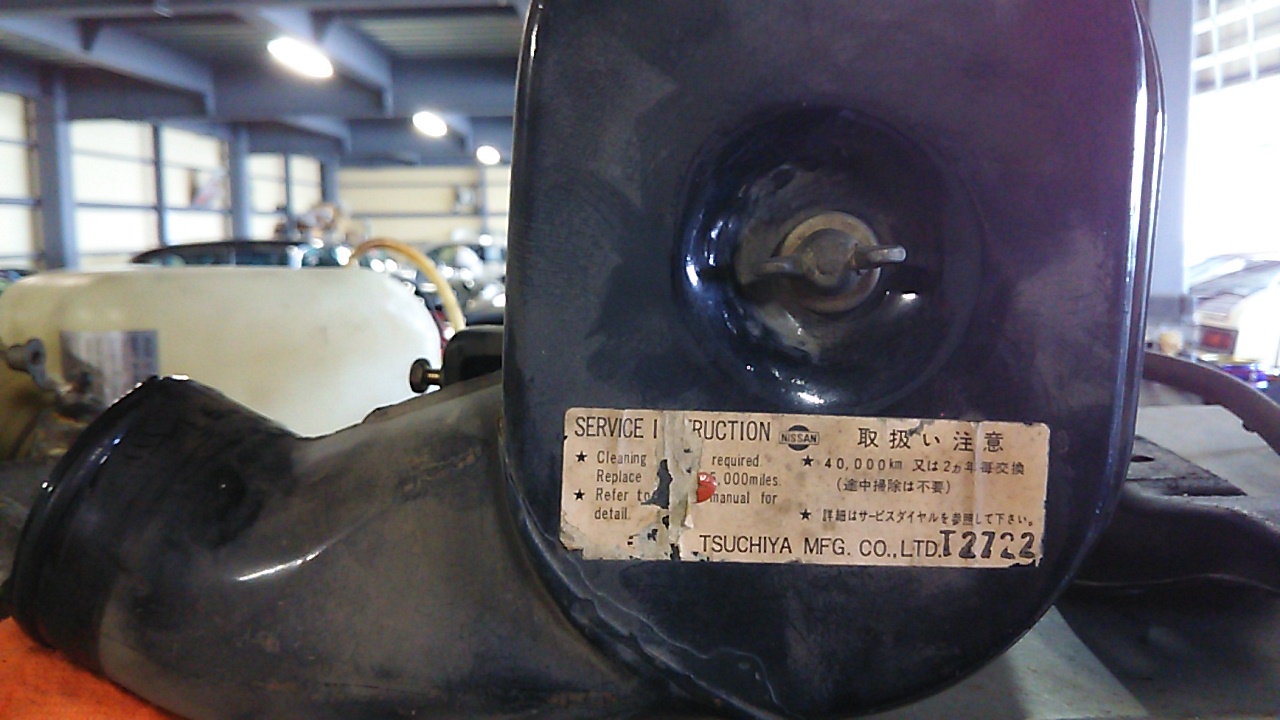 SERVICE I RUCTION NISSAN 取扱い注意
★ Cleaning required.
Replace 5,000miles.
★ Refer to manual for
detail.
★ 40,000km 又は2ヵ年毎交換
(途中掃除は不要)
★ 詳細はサービスダイヤルを参照して下さい。
TSUCHIYA MFG. CO.,LTD. T2722